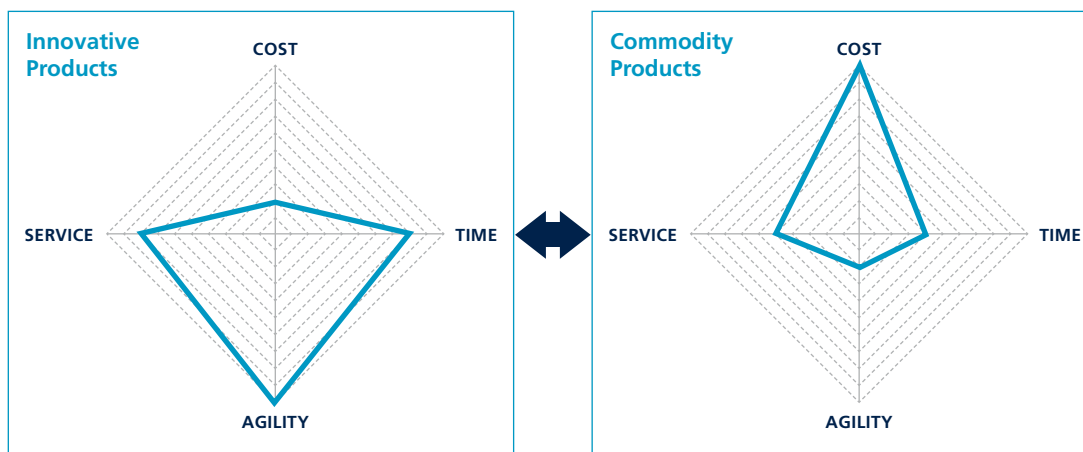 Innovative
Products
COST
SERVICE
TIME
AGILITY
Commodity
Products
COST
SERVICE
TIME
AGILITY